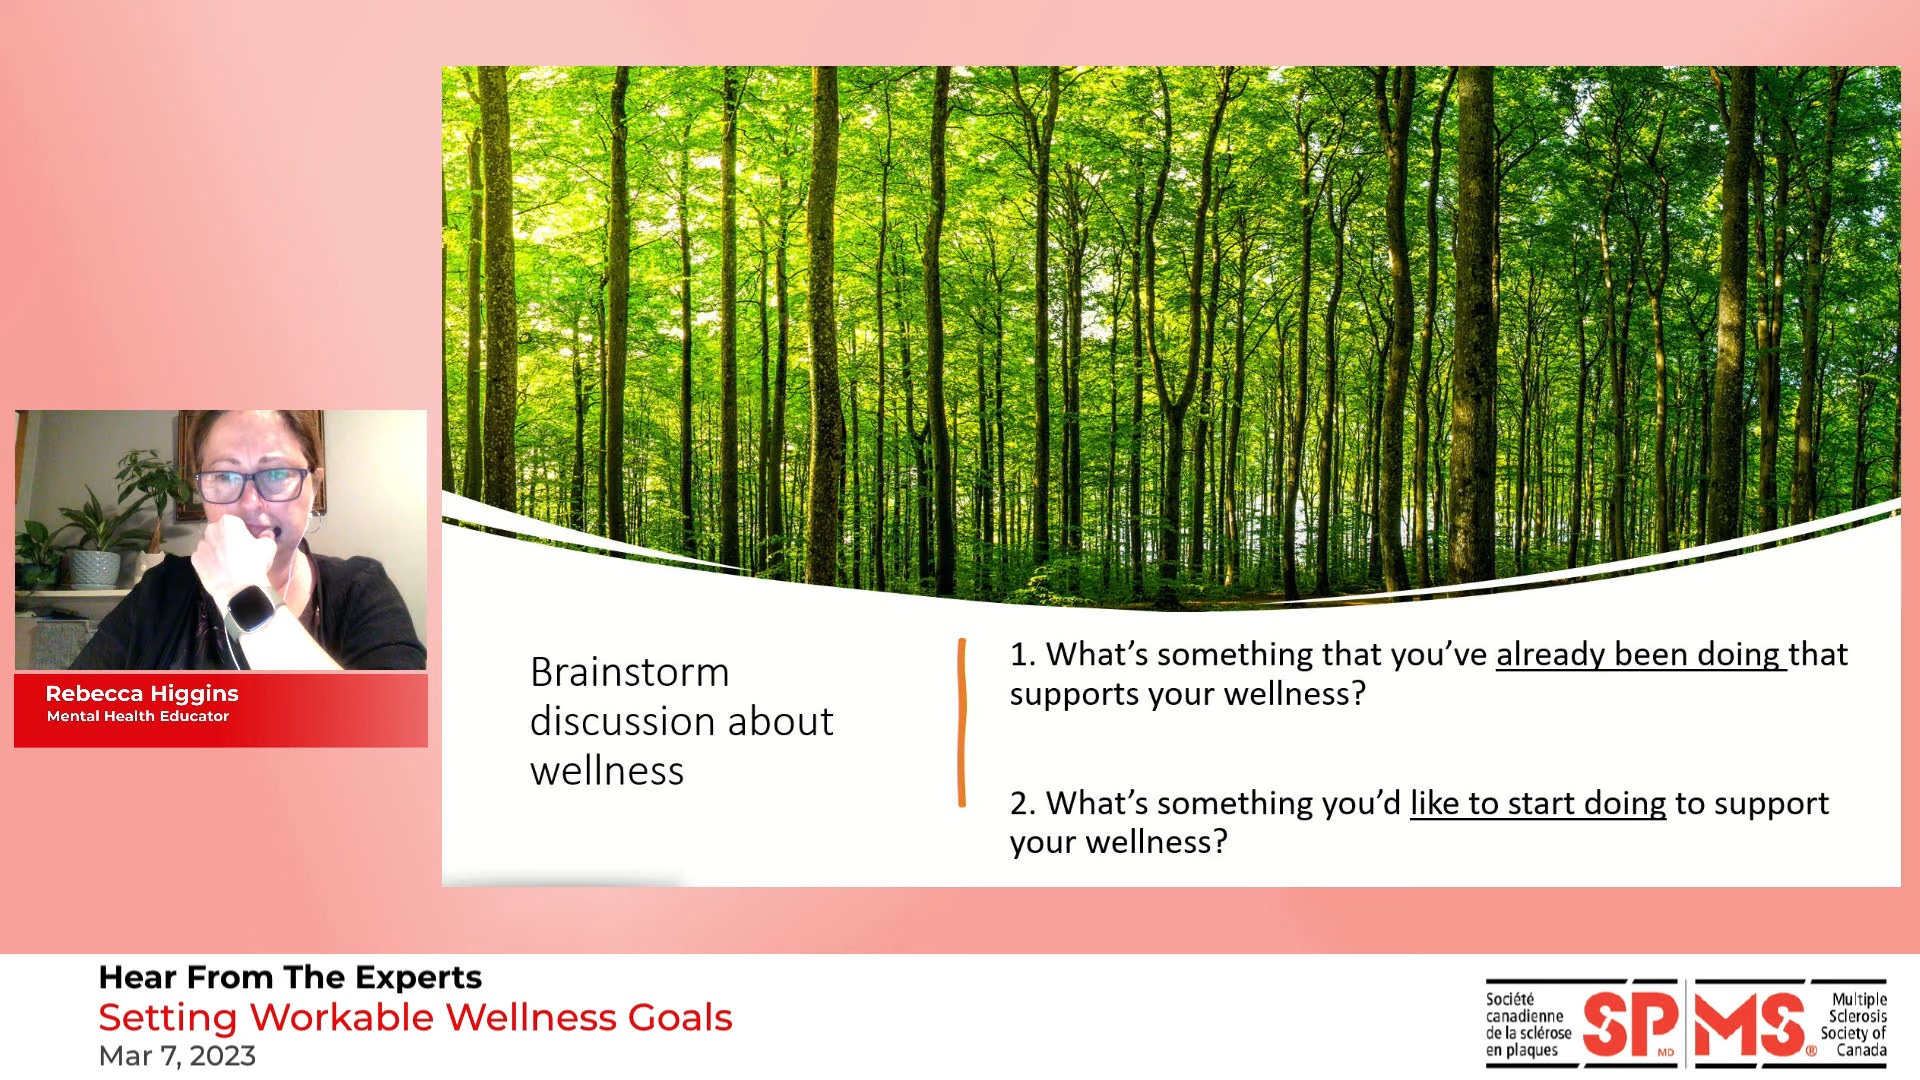 Brainstorm
discussion about
wellness
1. What’s something that you’ve already been doing that
supports your wellness?
2. What’s something you’d like to start doing to support
your wellness?
Rebecca Higgins
Mental Health Educator
Hear From The Experts
Setting Workable Wellness Goals
Mar 7, 2023
Société
canadienne
de la sclérose
en plaques
SP
MD
MS
®
Multiple
Sclerosis
Society of
Canada